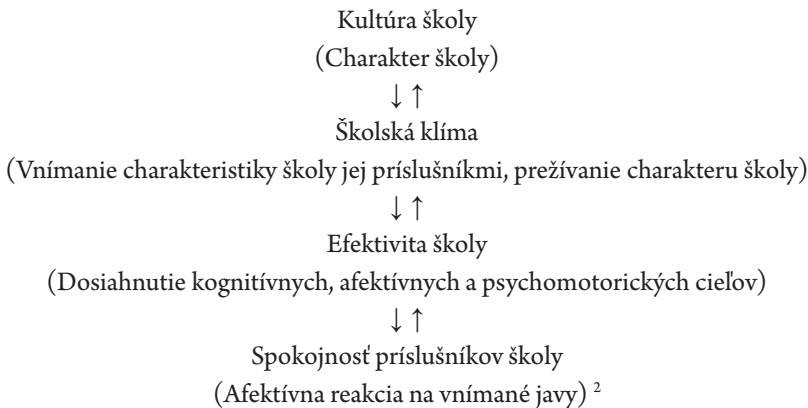 Kultúra školy
(Charakter školy)
↓ ↑
Školská klíma
(Vnímanie charakteristiky školy jej príslušníkmi, prežívanie charakteru školy)
↓ ↑
Efektivita školy
(Dosiahnutie kognitívnych, afektívnych a psychomotorických cieľov)
↓ ↑
Spokojnosť príslušníkov školy
(Afektívna reakcia na vnímané javy) ²